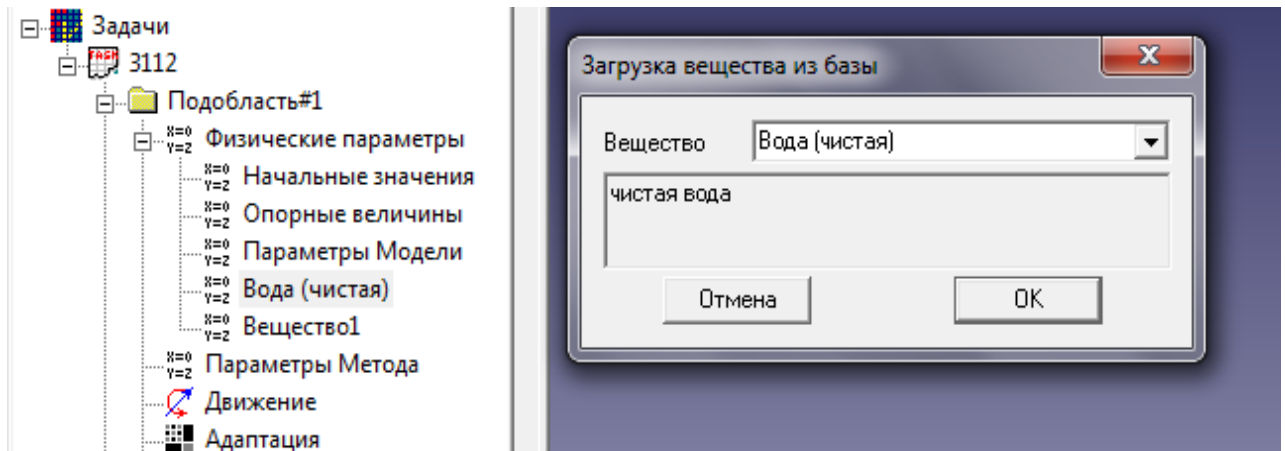 Задачи
3112
Подобласть#1
Физические параметры
Начальные значения
Опорные величины
Параметры Модели
Вода (чистая)
Вещество1
Параметры Метода
Движение
Адаптация
Загрузка вещества из базы
Вещество Вода (чистая)
чистая вода
Отмена OK